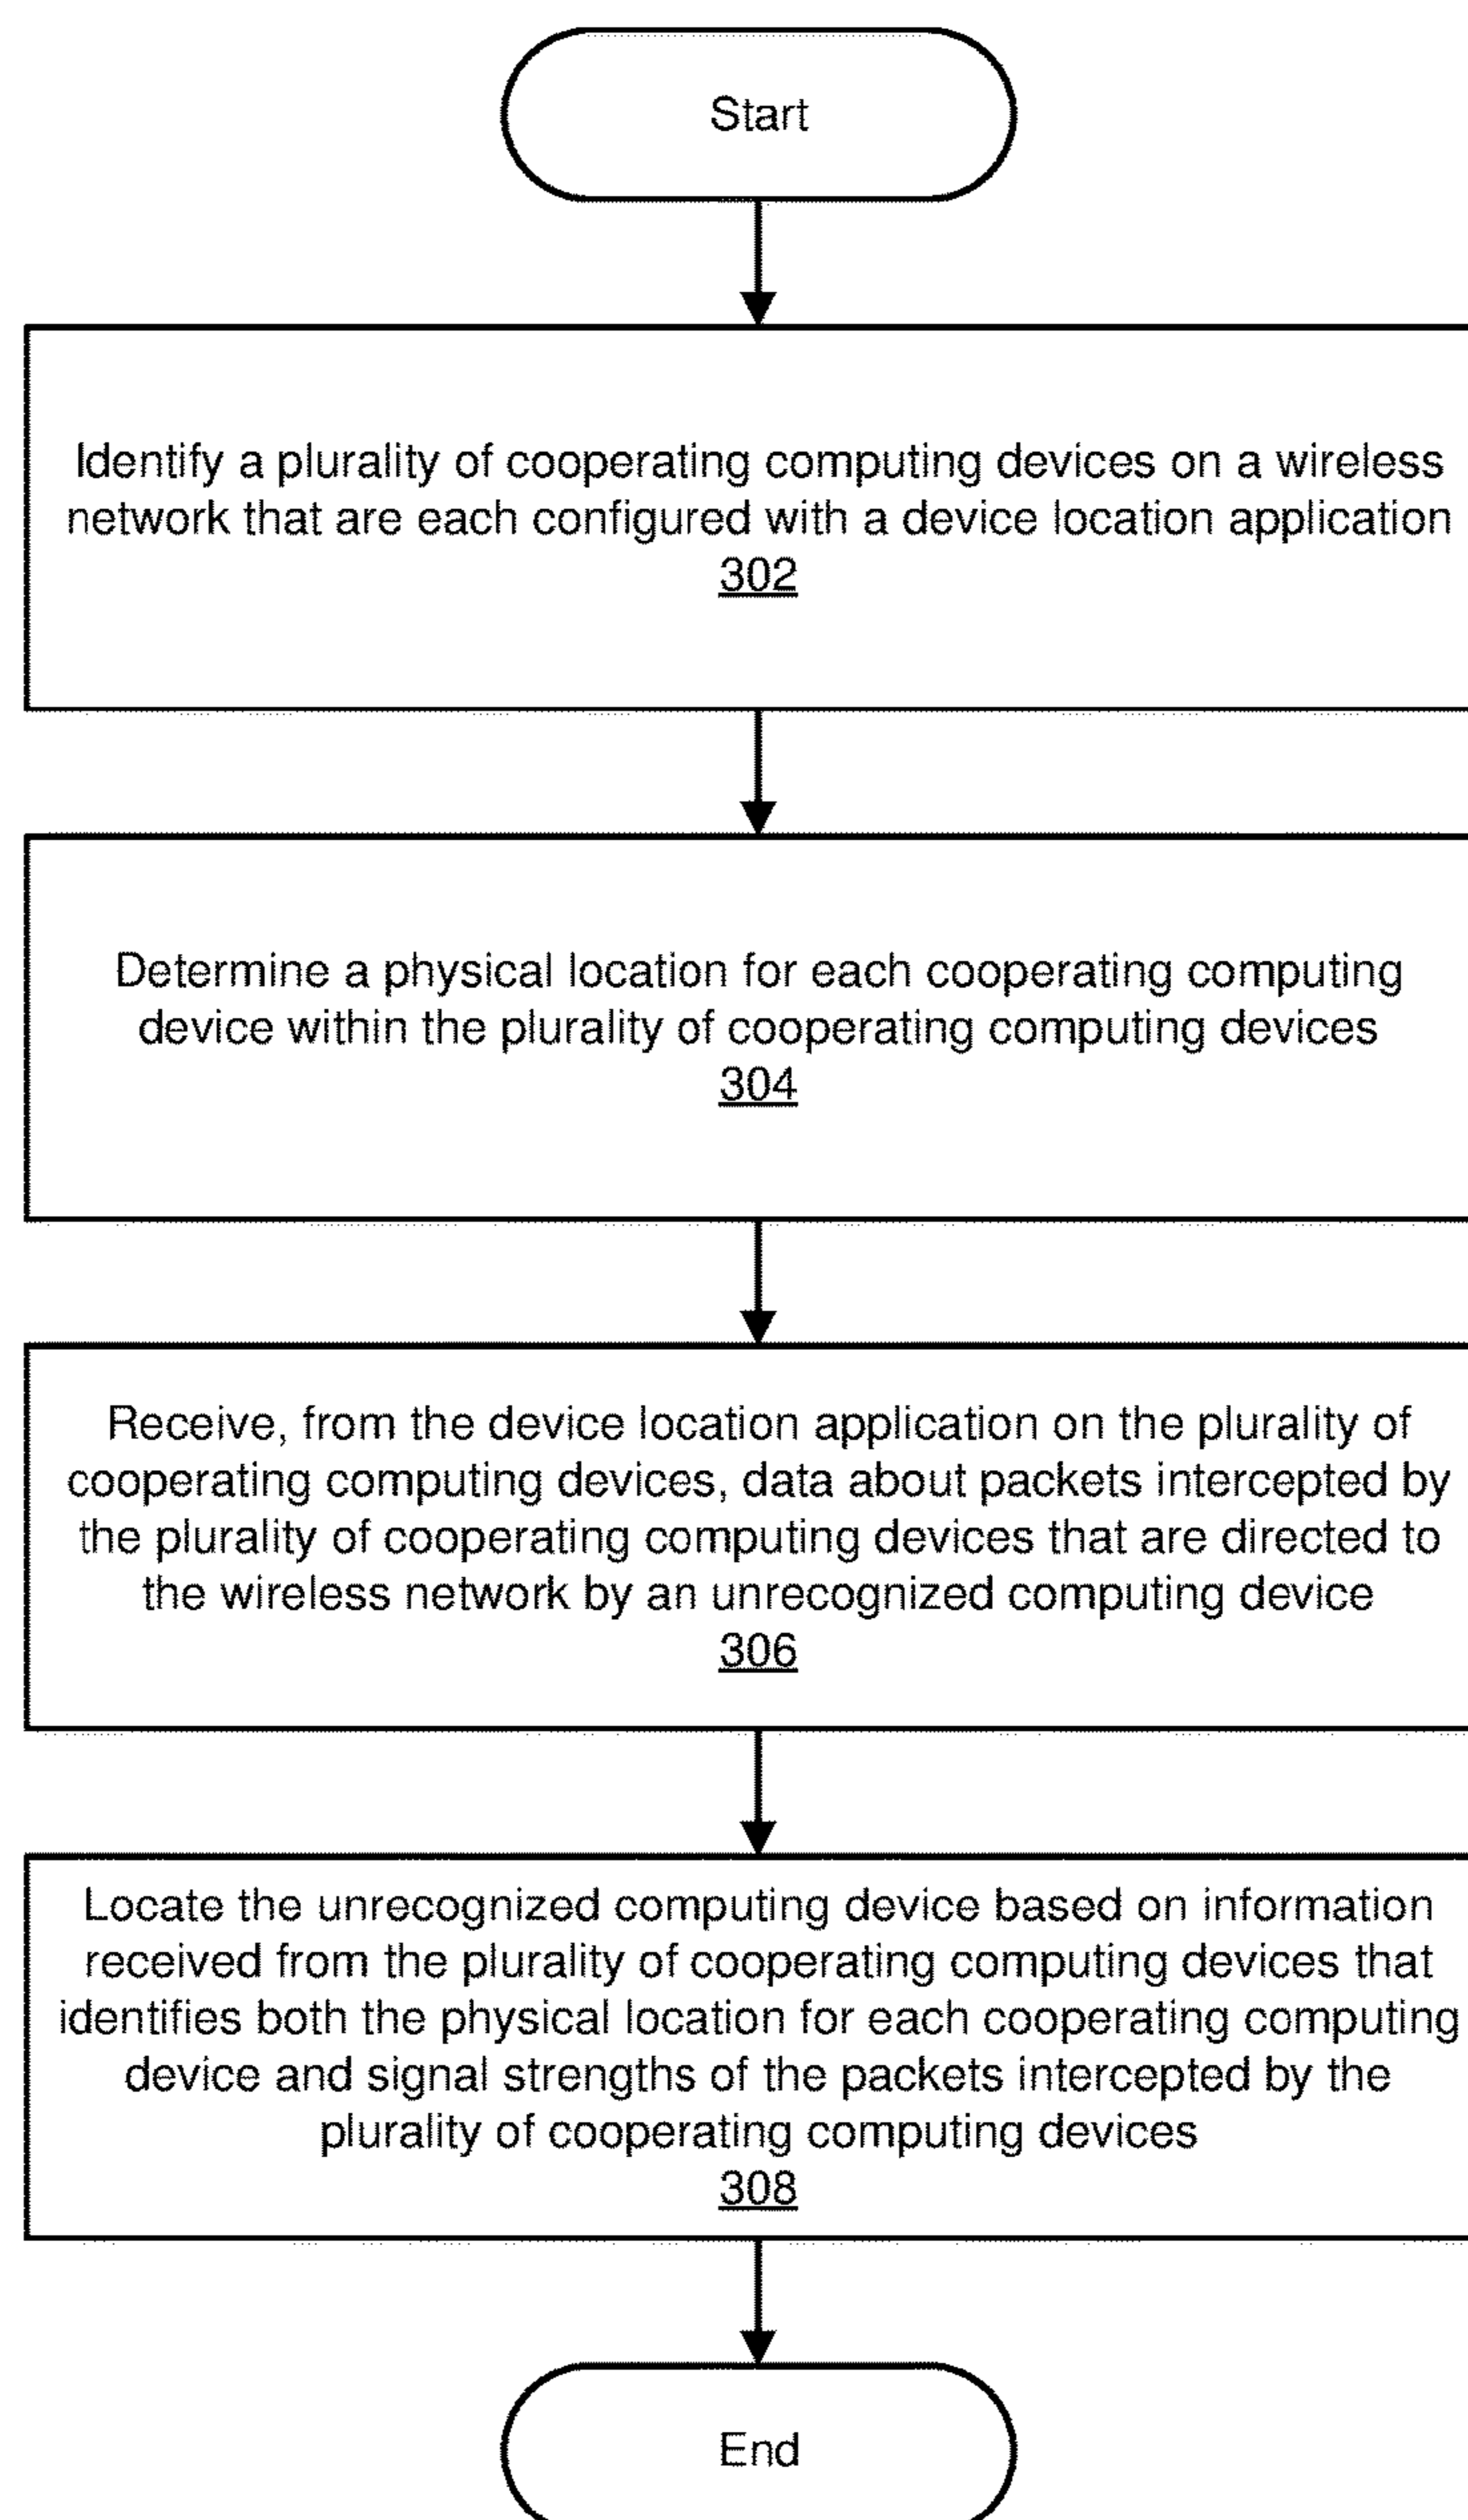 Start
Identify a plurality of cooperating computing devices on a wireless
network that are each configured with a device location application
302
Determine a physical location for each cooperating computing
device within the plurality of cooperating computing devices
304
Receive, from the device location application on the plurality of
cooperating computing devices, data about packets intercepted by
the plurality of cooperating computing devices that are directed to
the wireless network by an unrecognized computing device
306
Locate the unrecognized computing device based on information
received from the plurality of cooperating computing devices that
identifies both the physical location for each cooperating computing
device and signal strengths of the packets intercepted by the
plurality of cooperating computing devices
308
End